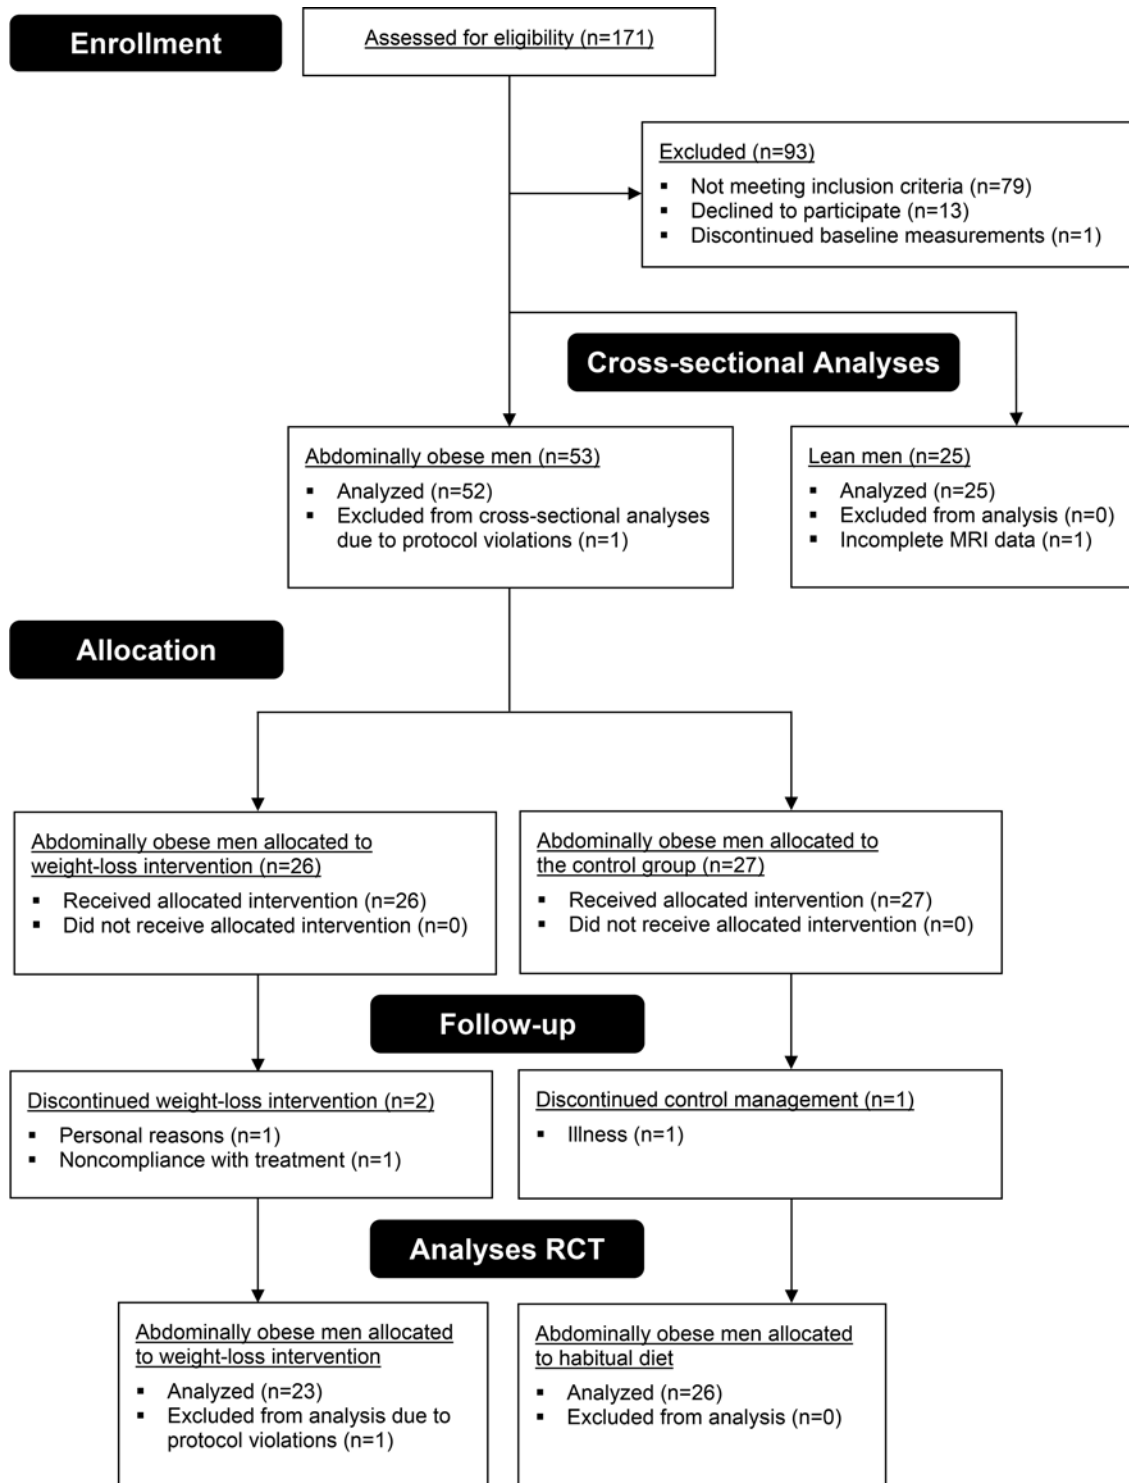 Enrollment
Assessed for eligibility (n=171)
Excluded (n=93)
▪ Not meeting inclusion criteria (n=79)
▪ Declined to participate (n=13)
▪ Discontinued baseline measurements (n=1)
Cross-sectional Analyses
Abdominally obese men (n=53)
▪ Analyzed (n=52)
▪ Excluded from cross-sectional analyses
due to protocol violations (n=1)
Lean men (n=25)
▪ Analyzed (n=25)
▪ Excluded from analysis (n=0)
▪ Incomplete MRI data (n=1)
Allocation
Abdominally obese men allocated to
weight-loss intervention (n=26)
▪ Received allocated intervention (n=26)
▪ Did not receive allocated intervention (n=0)
Abdominally obese men allocated to
the control group (n=27)
▪ Received allocated intervention (n=27)
▪ Did not receive allocated intervention (n=0)
Follow-up
Discontinued weight-loss intervention (n=2)
▪ Personal reasons (n=1)
▪ Noncompliance with treatment (n=1)
Discontinued control management (n=1)
▪ Illness (n=1)
Analyses RCT
Abdominally obese men allocated
to weight-loss intervention
▪ Analyzed (n=23)
▪ Excluded from analysis due to
protocol violations (n=1)
Abdominally obese men allocated
to habitual diet
▪ Analyzed (n=26)
▪ Excluded from analysis (n=0)